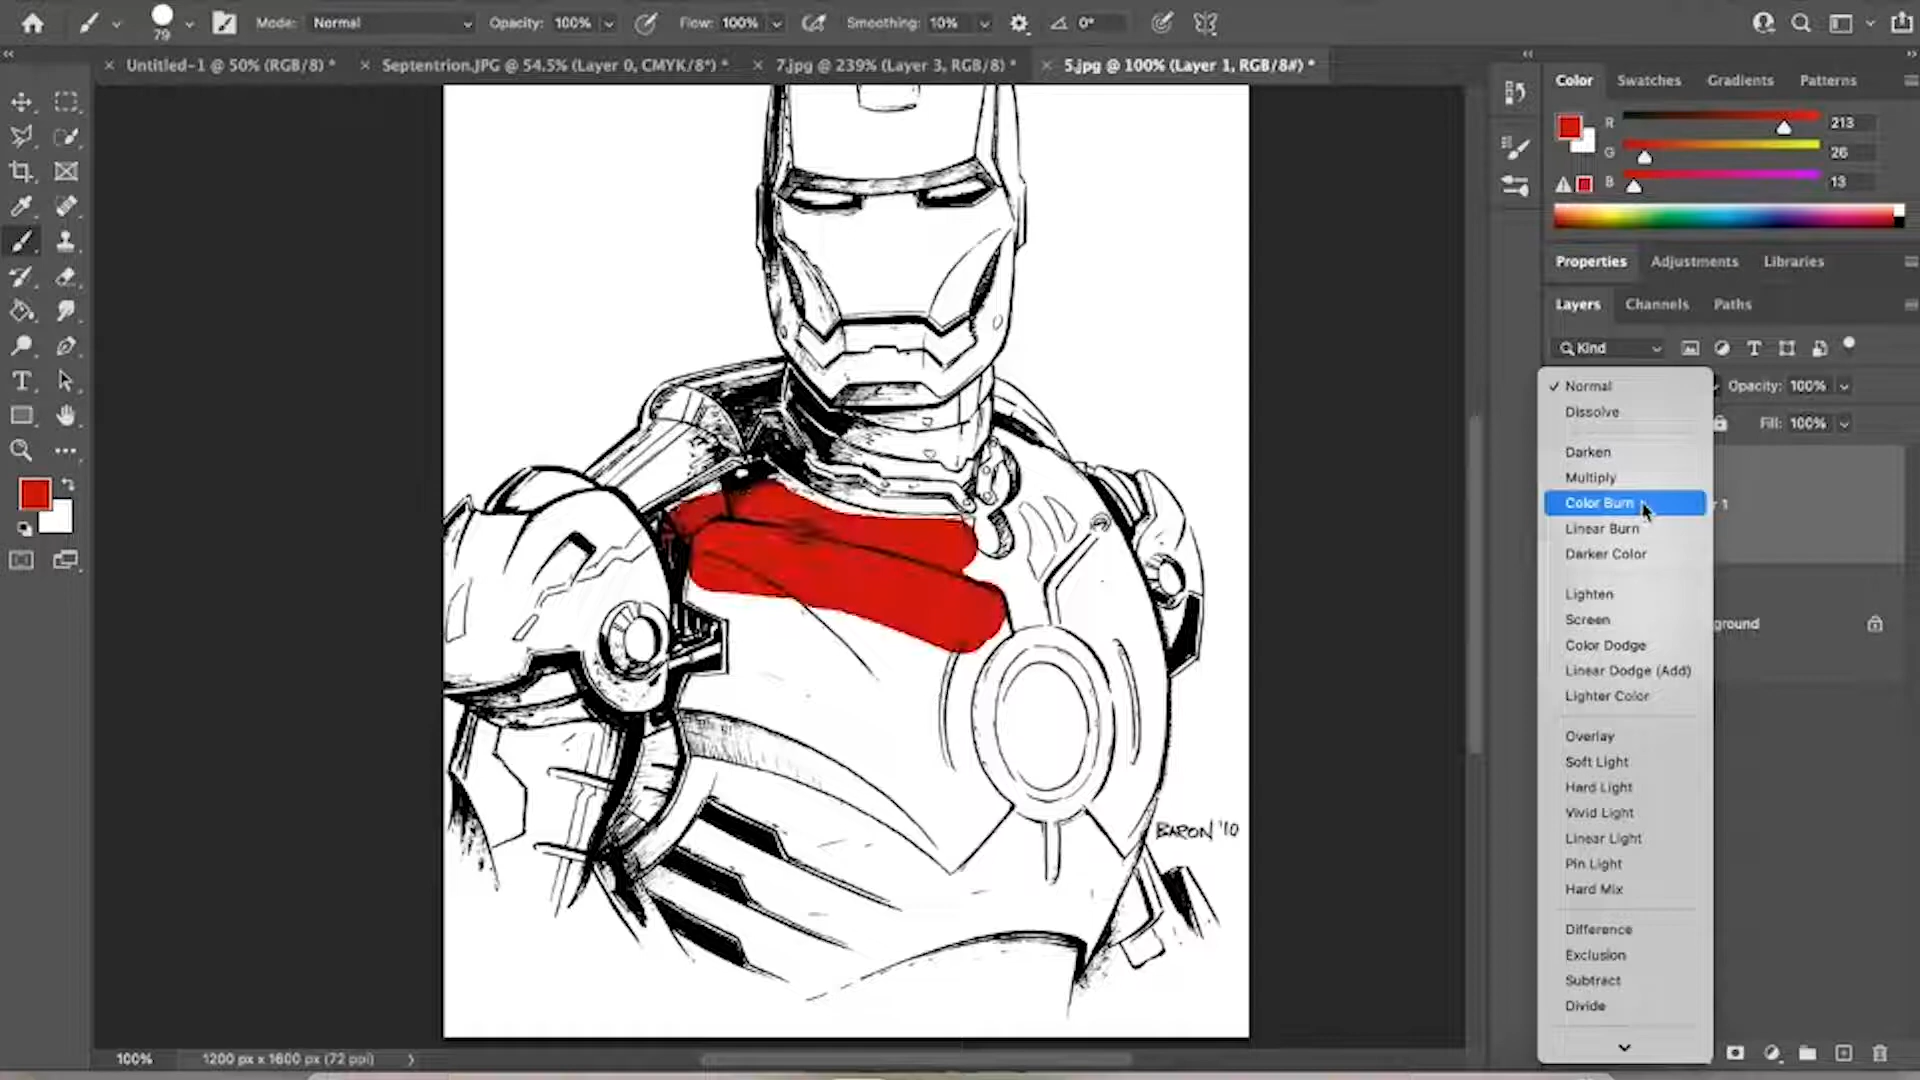 79 Mode: Normal Opacity: 100% Flow: 100% Smoothing: 10% 0°
× Untitled-1 @ 50% (RGB/8) * × Septentrion.JPG @ 54.5% (Layer 0, CMYK/8*) * × 7.jpg @ 239% (Layer 3, RGB/8) * × 5.jpg @ 100% (Layer 1, RGB/8#) *
Color Swatches Gradients Patterns
R 213
G 26
B 13
Properties Adjustments Libraries
Layers Channels Paths
Kind
Normal Opacity: 100%
Dissolve
Fill: 100%
Darken
Multiply
Color Burn
r 1
Linear Burn
Darker Color
Lighten
Screen
ground
Color Dodge
Linear Dodge (Add)
Lighter Color
Overlay
Soft Light
Hard Light
Vivid Light
Linear Light
Pin Light
Hard Mix
Difference
Exclusion
Subtract
Divide
BARON '10
100% 1200 px x 1600 px (72 ppi)